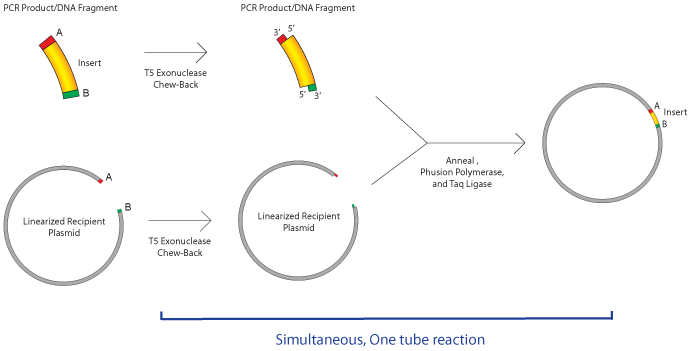 PCR Product/DNA Fragment
A
Insert
B
T5 Exonuclease
Chew-Back
PCR Product/DNA Fragment
3’ 5’
5’ 3’
A
B
Linearized Recipient
Plasmid
T5 Exonuclease
Chew-Back
Linearized Recipient
Plasmid
Anneal ,
Phusion Polymerase,
and Taq Ligase
A
Insert
B
Simultaneous, One tube reaction